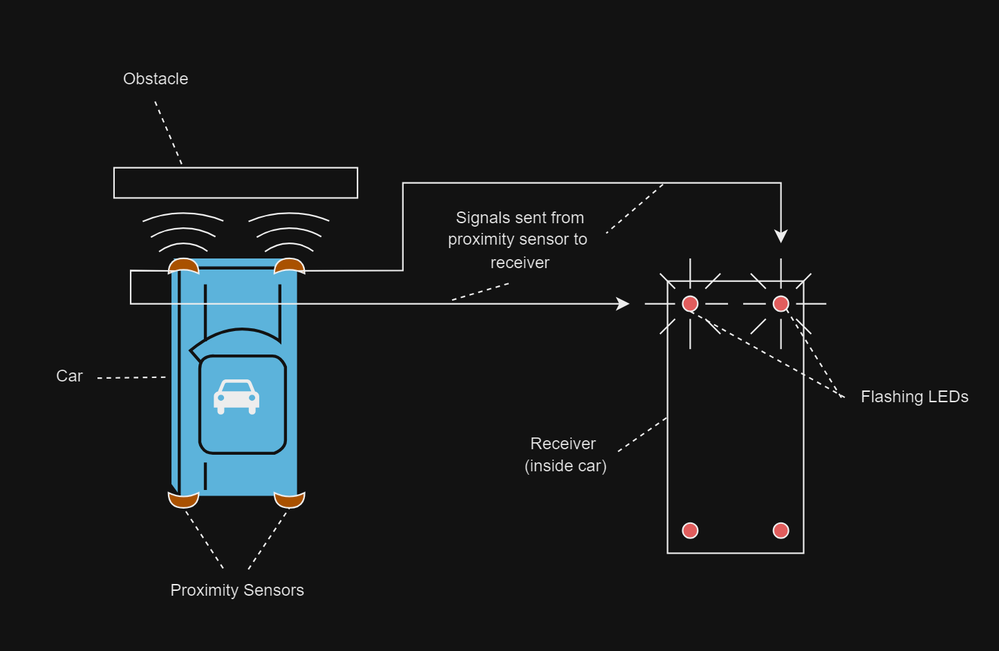 Obstacle
Signals sent from
proximity sensor to
receiver
Car
Flashing LEDs
Receiver
(inside car)
Proximity Sensors